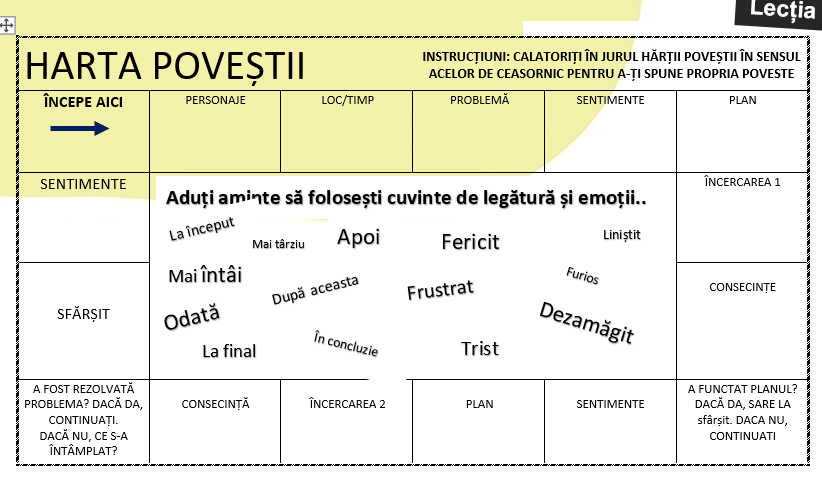 Lecția
HARTA POVEȘTII
INSTRUCȚIUNI: CALATORIȚI ÎN JURUL HĂRȚII POVEȘTII ÎN SENSUL
ACELOR DE CEASORNIC PENTRU A-ȚI SPUNE PROPRIA POVESTE
ÎNCEPE AICI
PERSONAJE
LOC/TIMP
PROBLEMĂ
SENTIMENTE
PLAN
SENTIMENTE
Aduți aminte să folosești cuvinte de legătură și emoții..
ÎNCERCAREA 1
La început
Mai târziu
Apoi
Fericit
Liniștit
Mai întâi
După aceasta
Frustrat
Furios
CONSECINȚE
SFĂRȘIT
Odată
Dezamăgit
La final
În concluzie
Trist
A FOST REZOLVATĂ
PROBLEMA? DACĂ DA,
CONTINUAȚI.
DACĂ NU, CE S-A
ÎNTÂMPLAT?
CONSECINȚĂ
ÎNCERCAREA 2
PLAN
SENTIMENTE
A FUNCTAT PLANUL?
DACĂ DA, SARE LA
sfârșit. DACA NU,
CONTINUATI